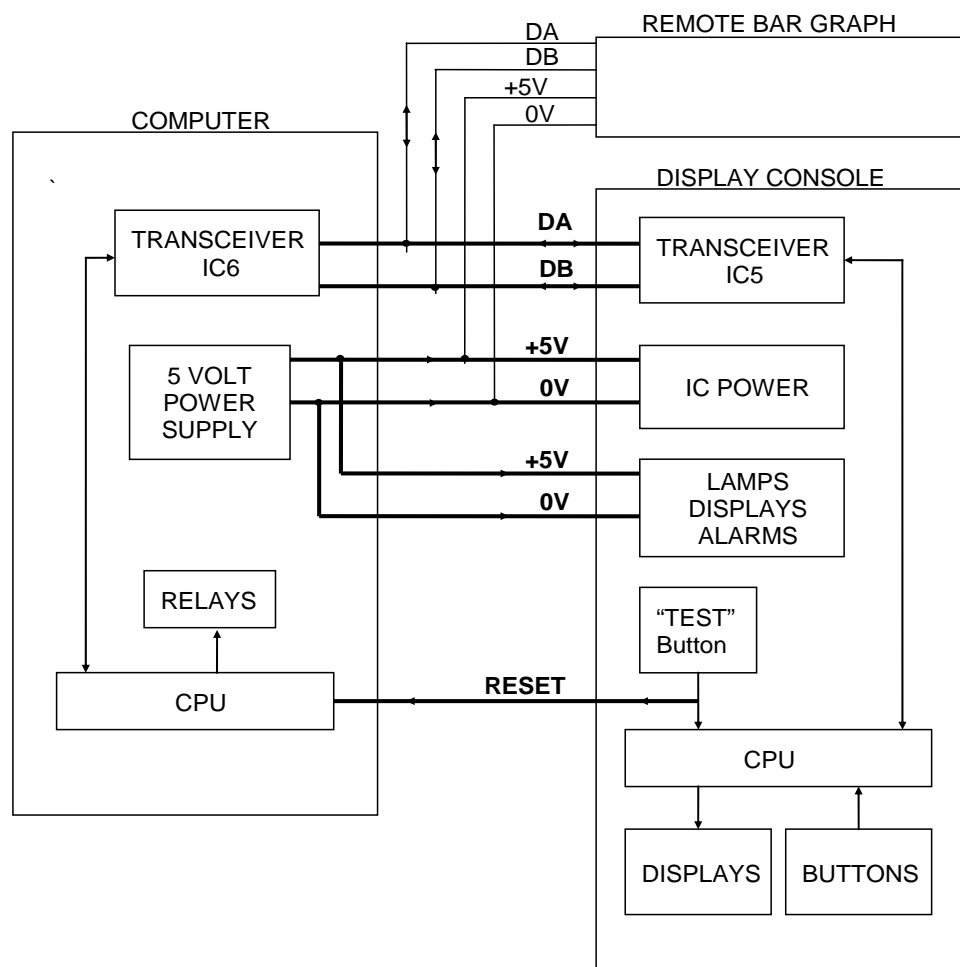 REMOTE BAR GRAPH
DA
DB
+5V
0V
COMPUTER
`
DISPLAY CONSOLE
TRANSCEIVER
IC6
DA
DB
TRANSCEIVER
IC5
5 VOLT
POWER
SUPPLY
+5V
0V
IC POWER
+5V
0V
LAMPS
DISPLAYS
ALARMS
RELAYS
“TEST”
Button
CPU
RESET
CPU
DISPLAYS
BUTTONS